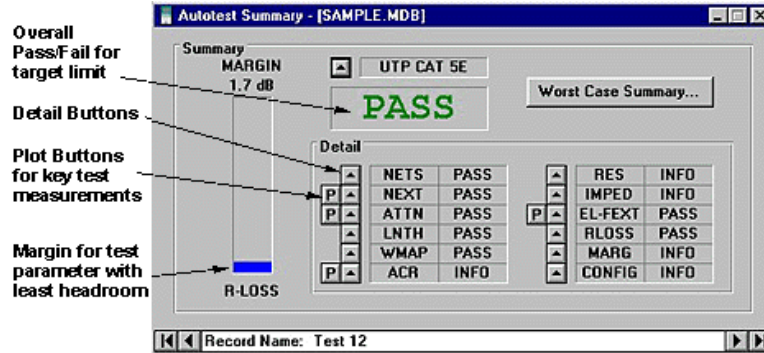 Autotest Summary - [SAMPLE.MDB]
Overall
Pass/Fail for
target limit
Detail Buttons
Plot Buttons
for key test
measurements
Margin for test
parameter with
least headroom
Summary
MARGIN
1.7 dB
R-LOSS
UTP CAT 5E
PASS
Worst Case Summary...
Detail
NETS PASS
P NEXT PASS
P ATTN PASS
LNTH PASS
WMAP PASS
P ACR INFO
RES INFO
IMPED INFO
P EL-FEXT PASS
RLOSS PASS
MARG INFO
CONFIG INFO
Record Name: Test 12